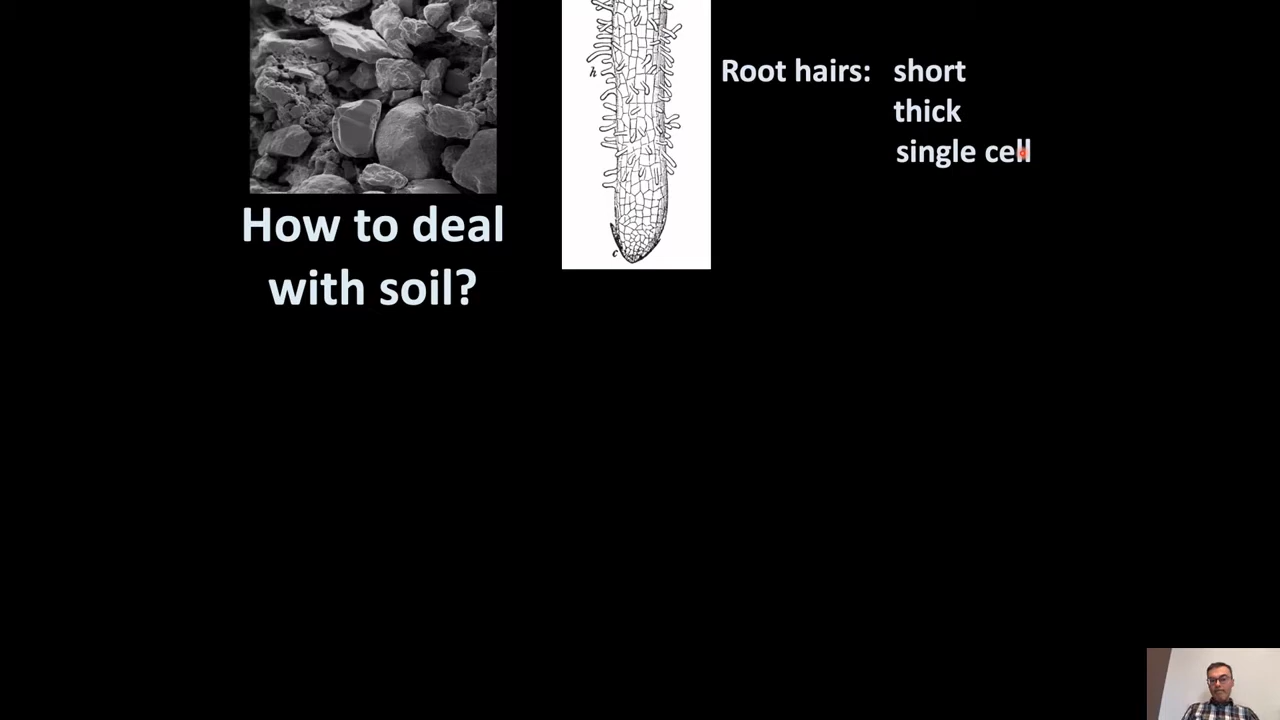 How to deal
with soil?
h
c
Root hairs: short
thick
single cell